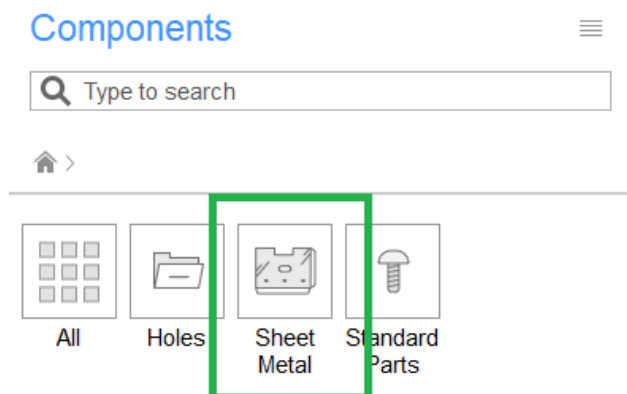 Components
Type to search
All Holes Sheet Standard
Metal Parts